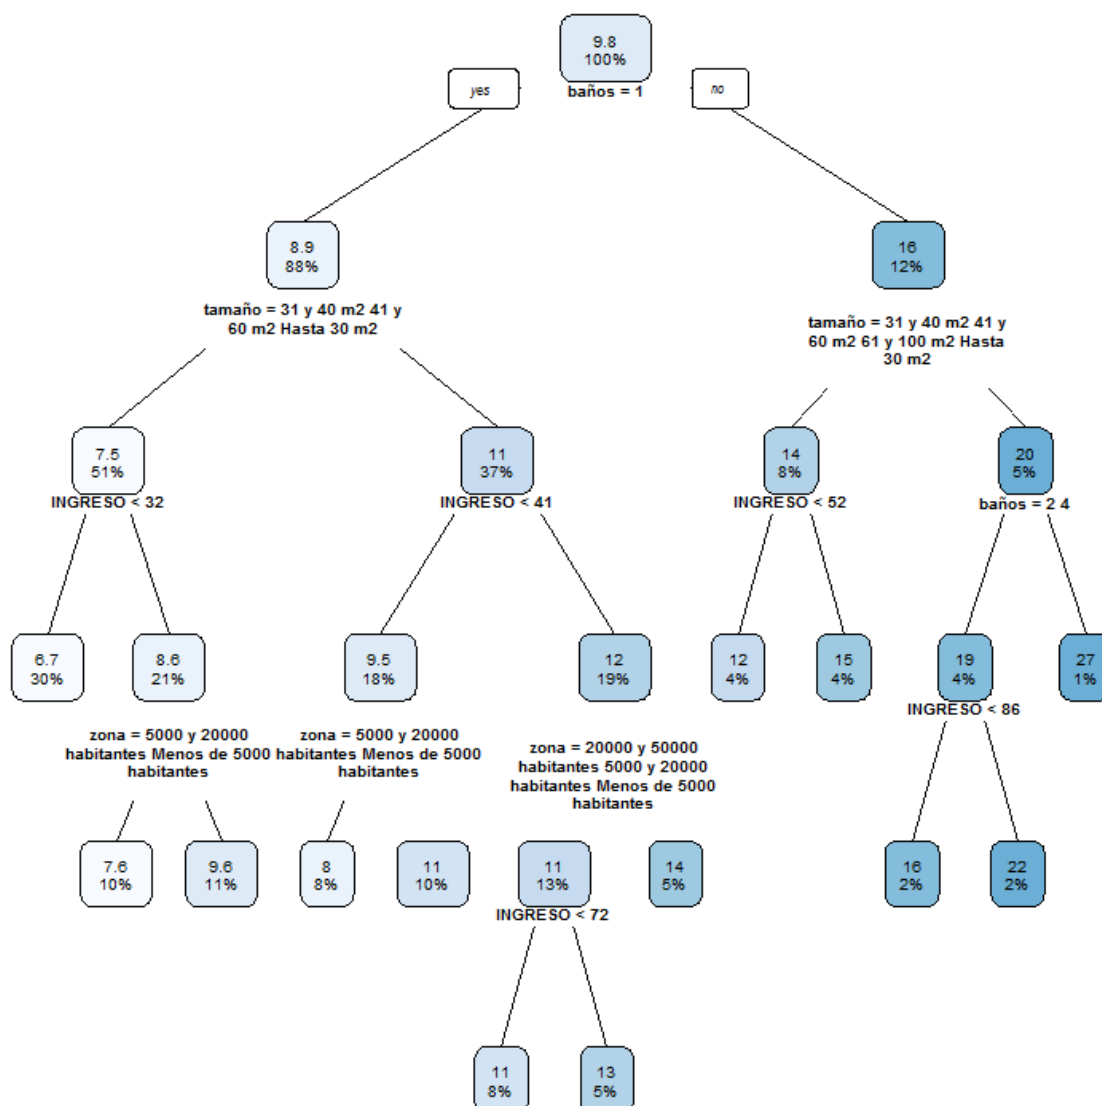 9.8
100%
yes
baños = 1
no
8.9
88%
16
12%
tamaño = 31 y 40 m2 41 y
60 m2 Hasta 30 m2
tamaño = 31 y 40 m2 41 y
60 m2 61 y 100 m2 Hasta
30 m2
7.5
51%
11
37%
14
8%
20
5%
INGRESO < 32
INGRESO < 41
INGRESO < 52
baños = 2 4
6.7
30%
8.6
21%
9.5
18%
12
19%
12
4%
15
4%
19
4%
27
1%
zona = 5000 y 20000
habitantes Menos de 5000
habitantes
zona = 5000 y 20000
habitantes Menos de 5000
habitantes
zona = 20000 y 50000
habitantes 5000 y 20000
habitantes Menos de 5000
habitantes
INGRESO < 86
7.6
10%
9.6
11%
8
8%
11
10%
11
13%
14
5%
16
2%
22
2%
INGRESO < 72
11
8%
13
5%